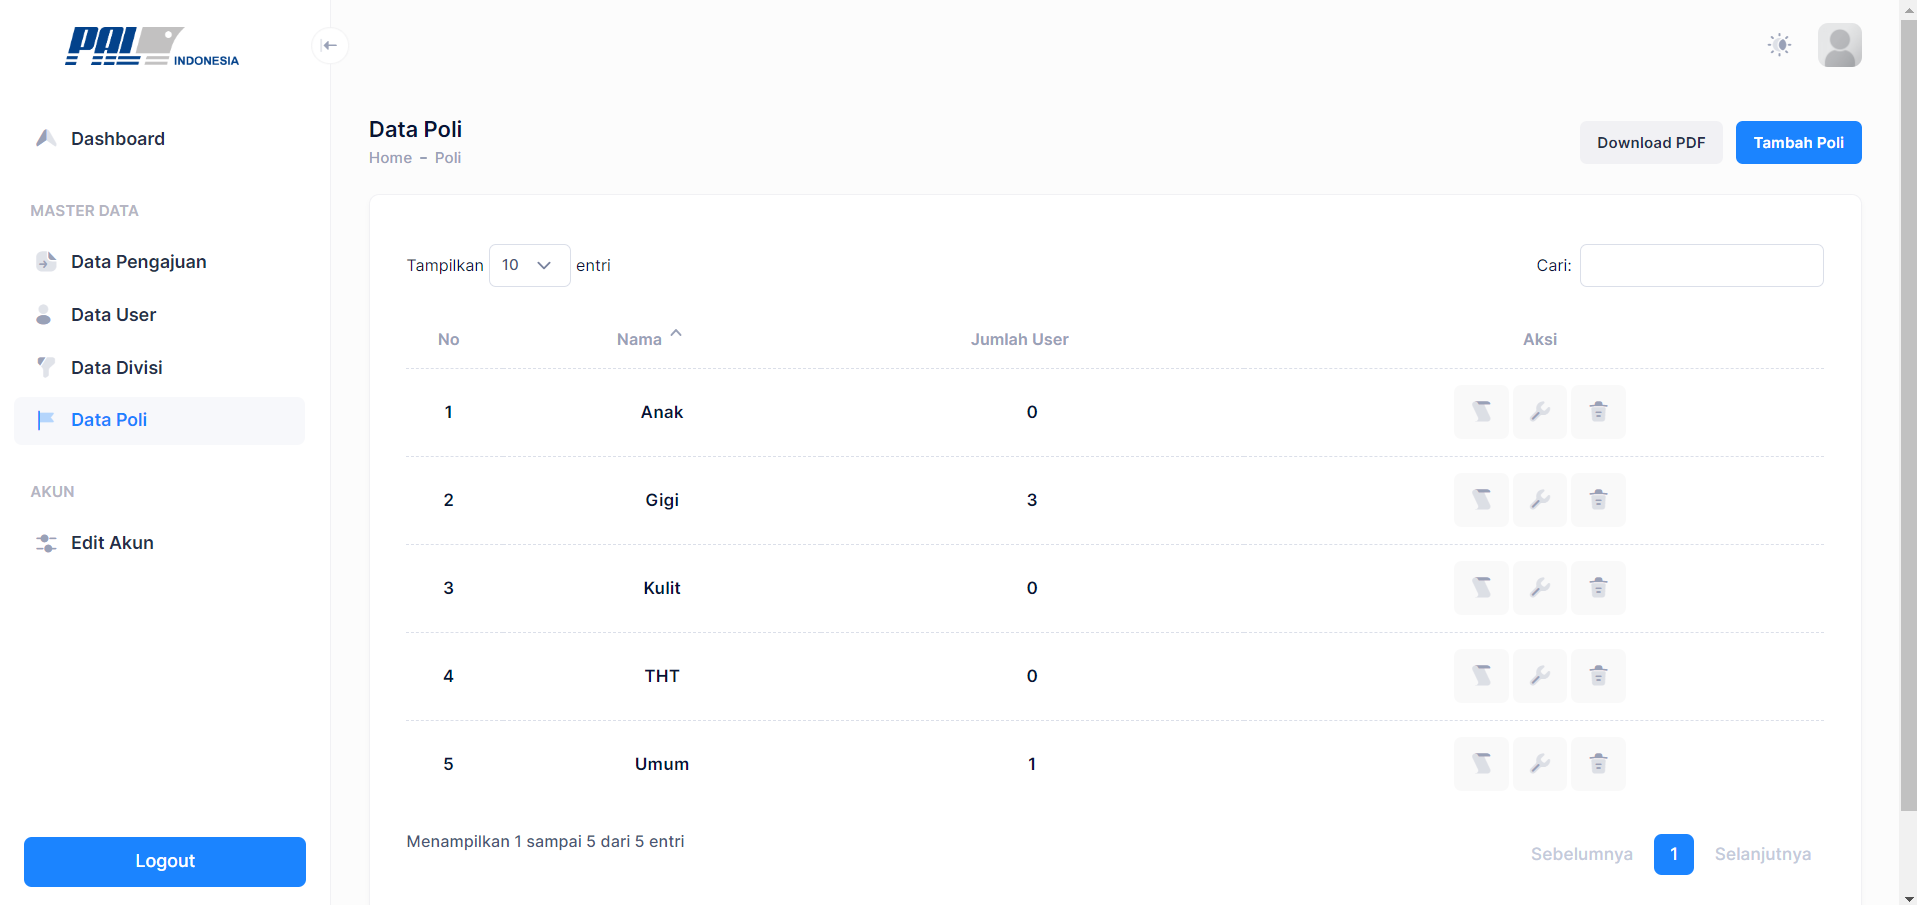 PAL INDONESIA
Dashboard
MASTER DATA
Data Pengajuan
Data User
Data Divisi
Data Poli
AKUN
Edit Akun
Logout
Data Poli
Home - Poli
Download PDF
Tambah Poli
Tampilkan 10 entri
Cari:
No Nama Jumlah User Aksi
1 Anak 0
2 Gigi 3
3 Kulit 0
4 THT 0
5 Umum 1
Menampilkan 1 sampai 5 dari 5 entri
Sebelumnya 1 Selanjutnya